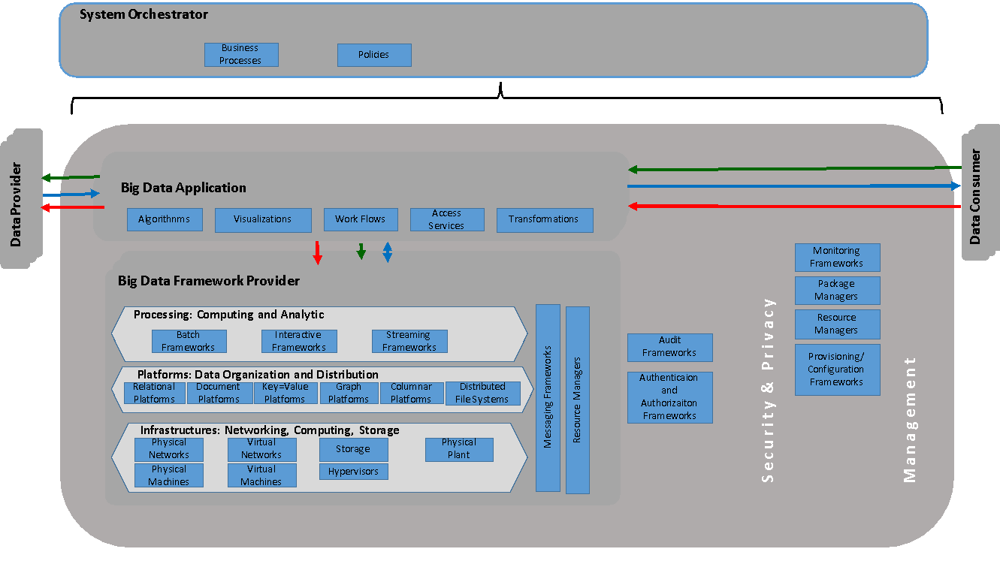 System Orchestrator
Business
Processes
Policies
Data Provider
Data Consumer
Big Data Application
Algorithnms
Visualizations
Work Flows
Access
Services
Transformations
Big Data Framework Provider
Processing: Computing and Analytic
Batch
Frameworks
Interactive
Frameworks
Streaming
Frameworks
Platforms: Data Organization and Distribution
Relational
Platforms
Document
Platforms
Key=Value
Platforms
Graph
Platforms
Columnar
Platforms
Distributed
File Systems
Infrastructures: Networking, Computing, Storage
Physical
Networks
Virtual
Networks
Storage
Physical
Plant
Physical
Machines
Virtual
Machines
Hypervisors
Messaging Frameworks
Resource Managers
Audit
Frameworks
Authenticaion
and
Authorizaiton
Frameworks
Security & Privacy
Monitoring
Frameworks
Package
Managers
Resource
Managers
Provisioning/
Configuration
Frameworks
Management